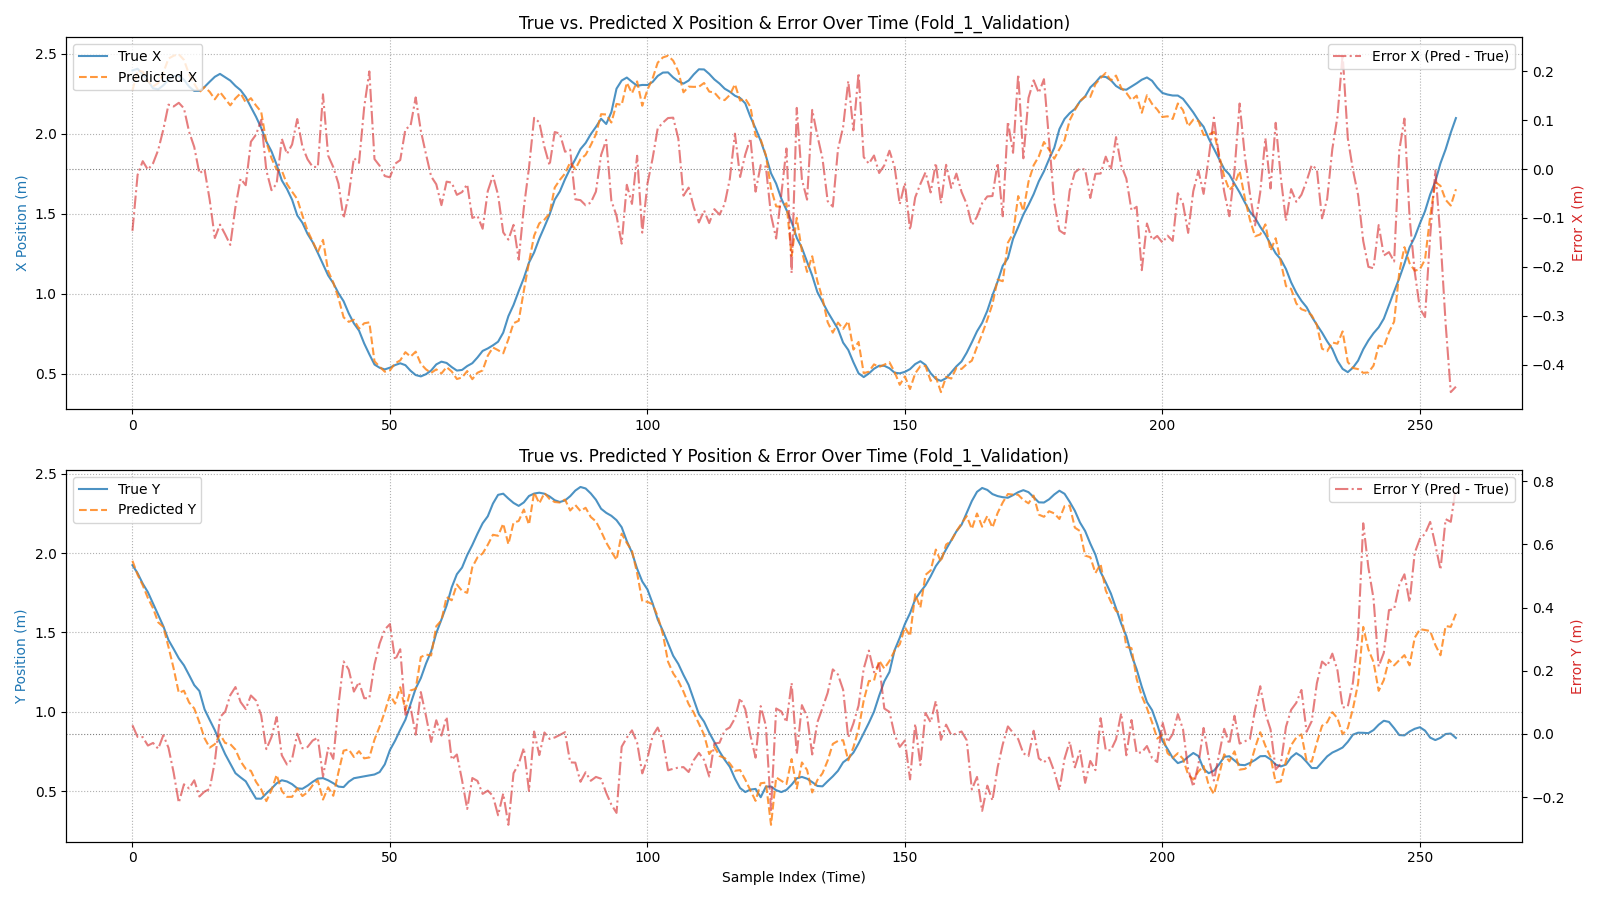 True vs. Predicted X Position & Error Over Time (Fold_1_Validation)
True X
Predicted X
Error X (Pred - True)
X Position (m)
2.5
2.0
1.5
1.0
0.5
0.2
0.1
0.0
−0.1
−0.2
−0.3
−0.4
Error X (m)
0 50 100 150 200 250
True vs. Predicted Y Position & Error Over Time (Fold_1_Validation)
True Y
Predicted Y
Error Y (Pred - True)
Y Position (m)
2.5
2.0
1.5
1.0
0.5
0.8
0.6
0.4
0.2
0.0
−0.2
Error Y (m)
0 50 100 150 200 250
Sample Index (Time)